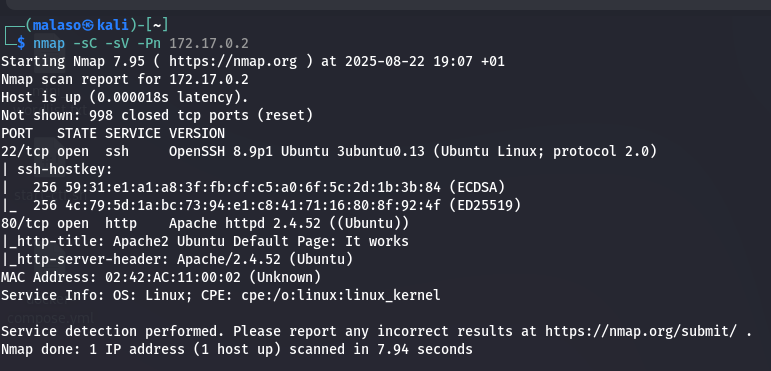 ┌──(malaso㉿kali)-[~]
└─$ nmap -sC -sV -Pn 172.17.0.2
Starting Nmap 7.95 ( https://nmap.org ) at 2025-08-22 19:07 +01
Nmap scan report for 172.17.0.2
Host is up (0.000018s latency).
Not shown: 998 closed tcp ports (reset)
PORT   STATE SERVICE VERSION
22/tcp open  ssh     OpenSSH 8.9p1 Ubuntu 3ubuntu0.13 (Ubuntu Linux; protocol 2.0)
| ssh-hostkey:
|   256 59:31:e1:a1:a8:3f:fb:cf:c5:a0:6f:5c:2d:1b:3b:84 (ECDSA)
|_  256 4c:79:5d:1a:bc:73:94:e1:c8:41:71:16:80:8f:92:4f (ED25519)
80/tcp open  http    Apache httpd 2.4.52 ((Ubuntu))
|_http-title: Apache2 Ubuntu Default Page: It works
|_http-server-header: Apache/2.4.52 (Ubuntu)
MAC Address: 02:42:AC:11:00:02 (Unknown)
Service Info: OS: Linux; CPE: cpe:/o:linux:linux_kernel
compose.yml
Service detection performed. Please report any incorrect results at https://nmap.org/submit/ .
Nmap done: 1 IP address (1 host up) scanned in 7.94 seconds